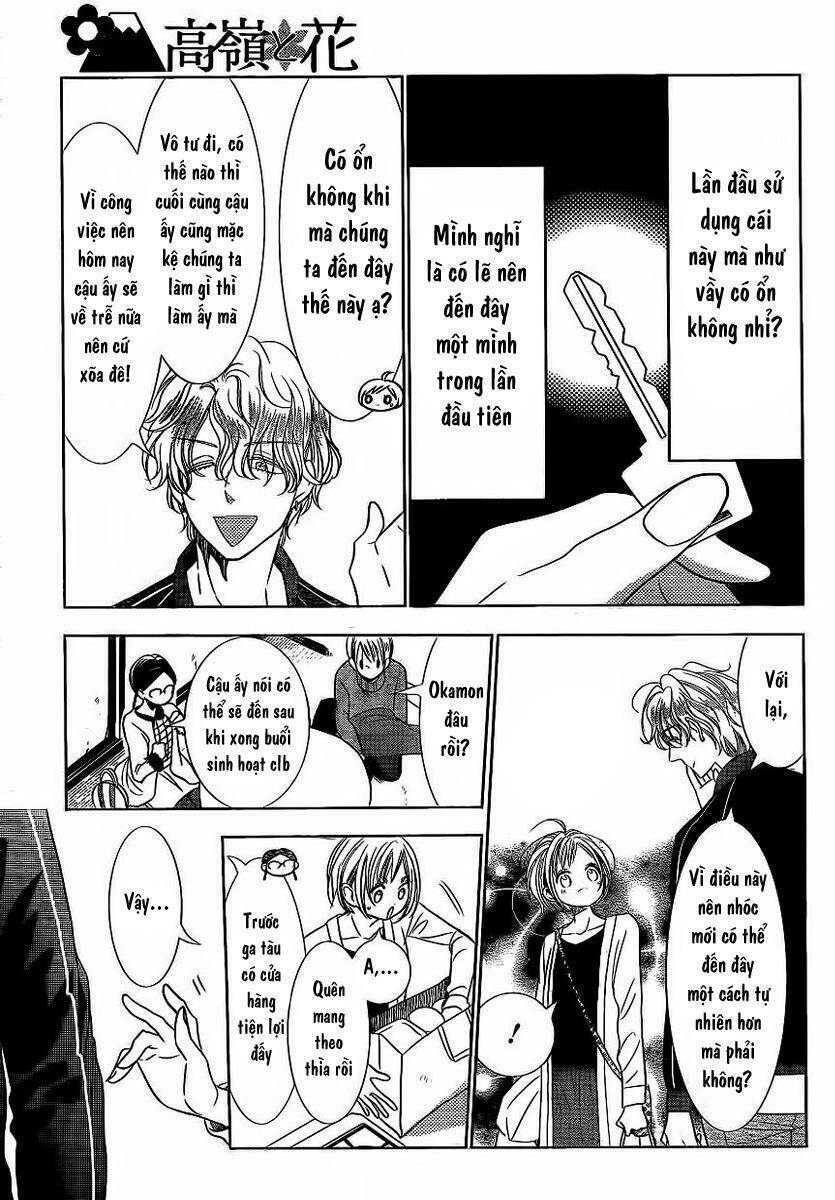 高嶺と花
Lần đầu sử
dụng cái
này mà như
vầy có ổn
không nhỉ?
Mình nghĩ
là có lẽ nên
đến đây
một mình
trong lần
đầu tiên
Có ổn
không khi
mà chúng
ta đến đây
thế này ạ?
Vô tư đi, có
thế nào thì
cuối cùng cậu
ấy cũng mặc
kệ chúng ta
làm gì thì
làm ấy mà
Vì công
việc nên
hôm nay
cậu ấy sẽ
về trễ nữa
nên cứ
xõa đê!
Với
lại,
Vì điều này
nên nhóc
mới có thể
đến đây
một cách tự
nhiên hơn
mà phải
không?
!
Okamon
đâu
rồi?
Cậu ấy nói có
thể sẽ đến sau
khi xong buổi
sinh hoạt clb
A,...
Quên
mang
theo
thìa rồi
Trước
ga tàu
có cửa
hàng
tiện lợi
đấy
Vậy...